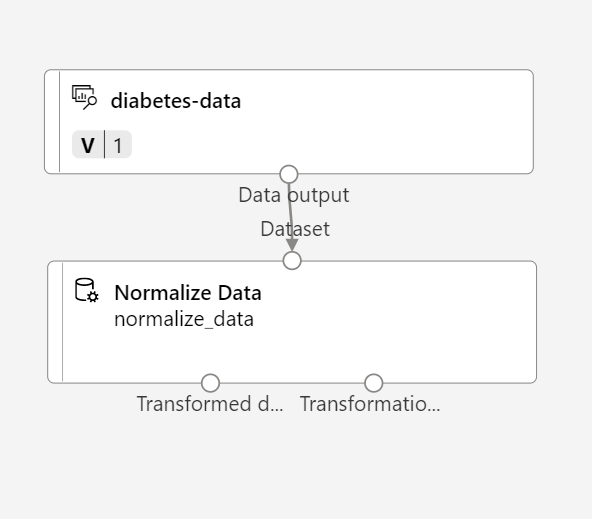 diabetes-data
V 1
Data output
Dataset
Normalize Data
normalize_data
Transformed d... Transformatio...